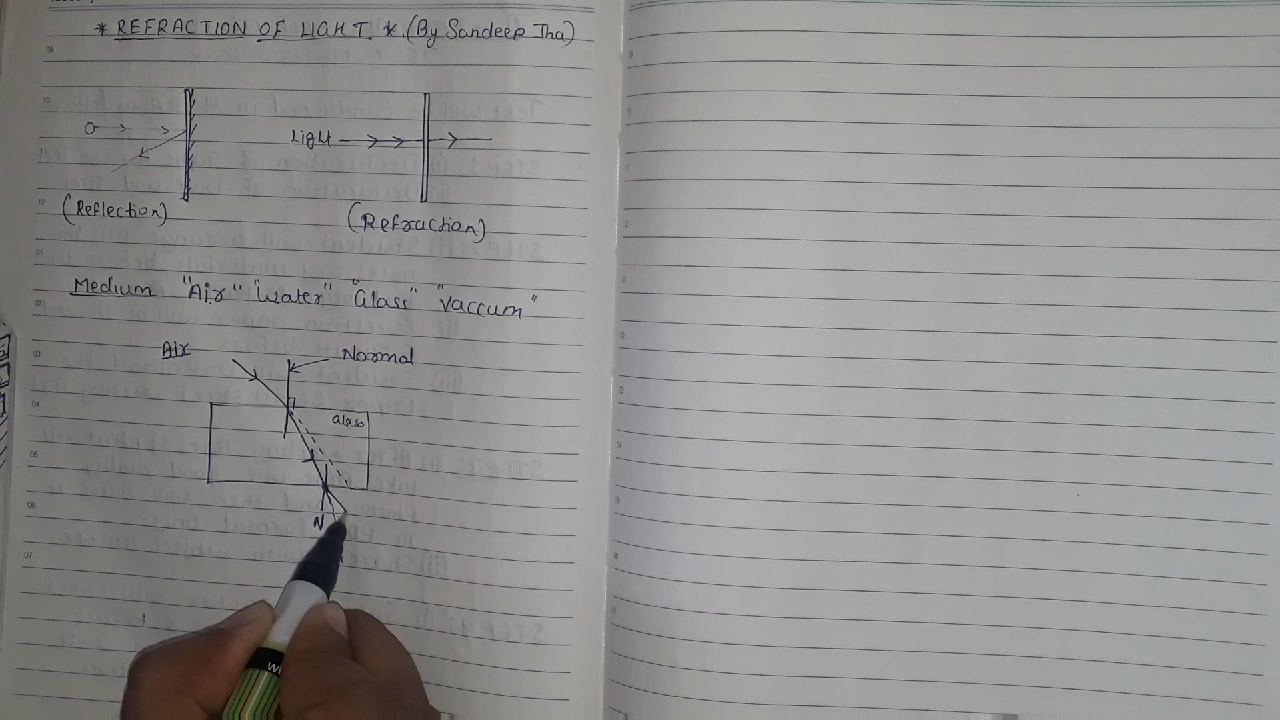 * REFRACTION OF LIGHT. * (By Sandeep Jha)
Light
(Reflection)
(Refraction)
Medium "Air" "Water" "Glass" "Vaccum"
Air
Normal
Glass
N